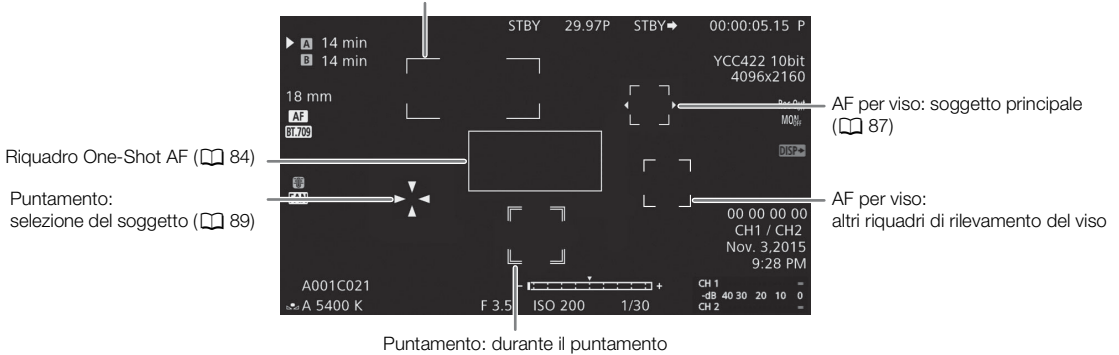 STBY 29.97P STBY 00:00:05.15 P
A 14 min
B 14 min
YCC422 10bit
4096x2160
18 mm
AF
BT.709
MON OFF
DISP
AF per viso: soggetto principale
( 87)
Riquadro One-Shot AF ( 84)
Puntamento:
selezione del soggetto ( 89)
FAN
AF per viso:
altri riquadri di rilevamento del viso
00 00 00 00
CH1 / CH2
Nov. 3,2015
9:28 PM
A001C021
A 5400 K
F 3.5 ISO 200 1/30
- +
CH 1 –
-dB 40 30 20 10 0
CH 2 –
Puntamento: durante il puntamento